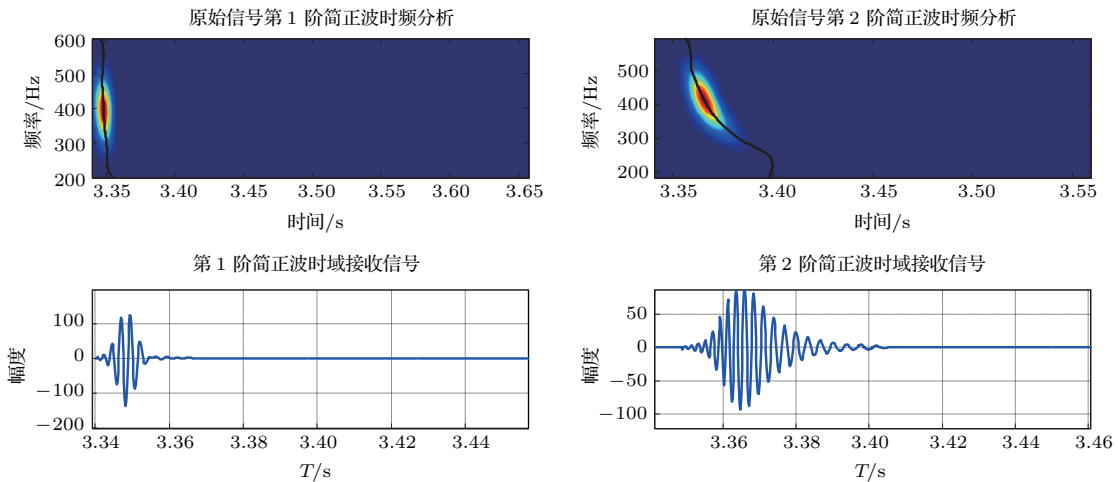 原始信号第 1 阶简正波时频分析
600
500
400
300
200
频率/Hz
3.35 3.40 3.45 3.50 3.55 3.60 3.65
时间/s
原始信号第 2 阶简正波时频分析
500
400
300
200
频率/Hz
3.35 3.40 3.45 3.50 3.55
时间/s
第 1 阶简正波时域接收信号
100
0
−100
−200
幅度
3.34 3.36 3.38 3.40 3.42 3.44
T/s
第 2 阶简正波时域接收信号
50
0
−50
−100
幅度
3.36 3.38 3.40 3.42 3.44 3.46
T/s